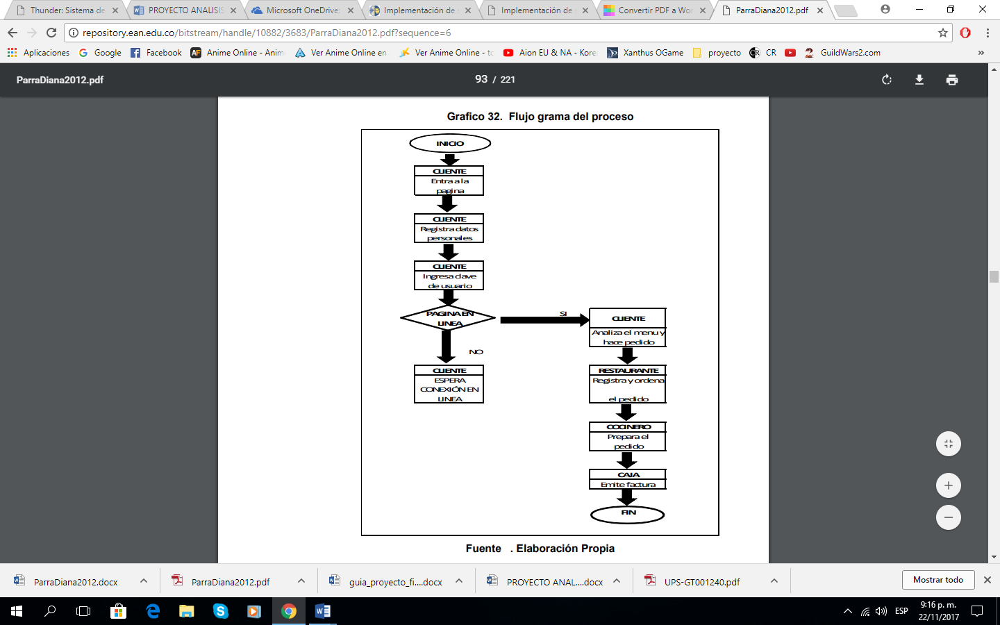 Thunder: Sistema de
PROYECTO ANALISIS
Microsoft OneDrive:
Implementación de s
Implementación de s
Convertir PDF a Wor
ParraDiana2012.pdf
repository.ean.edu.co/bitstream/handle/10882/3683/ParraDiana2012.pdf?sequence=6
Aplicaciones
Google
Facebook
Anime Online - Anim
Ver Anime Online en
Ver Anime Online - to
Aion EU & NA - Kore
Xanthus OGame
proyecto
CR
GuildWars2.com
»
ParraDiana2012.pdf
93 / 221
Grafico 32. Flujo grama del proceso
INICIO
CLIENTE
Entra a la
pagina
CLIENTE
Registra datos
personales
CLIENTE
Ingresa clave
de usuario
PAGINA EN
LINEA
SI
NO
CLIENTE
ESPERA
CONEXIÓN EN
LINEA
CLIENTE
Analiza el menu y
hace pedido
RESTAURANTE
Registra y ordena
el pedido
COCINERO
Prepara el
pedido
CAJA
Emite factura
FIN
Fuente . Elaboración Propia
ParraDiana2012.docx
ParraDiana2012.pdf
guia_proyecto_fi....docx
PROYECTO ANAL....docx
UPS-GT001240.pdf
Mostrar todo
ESP
9:16 p. m.
22/11/2017